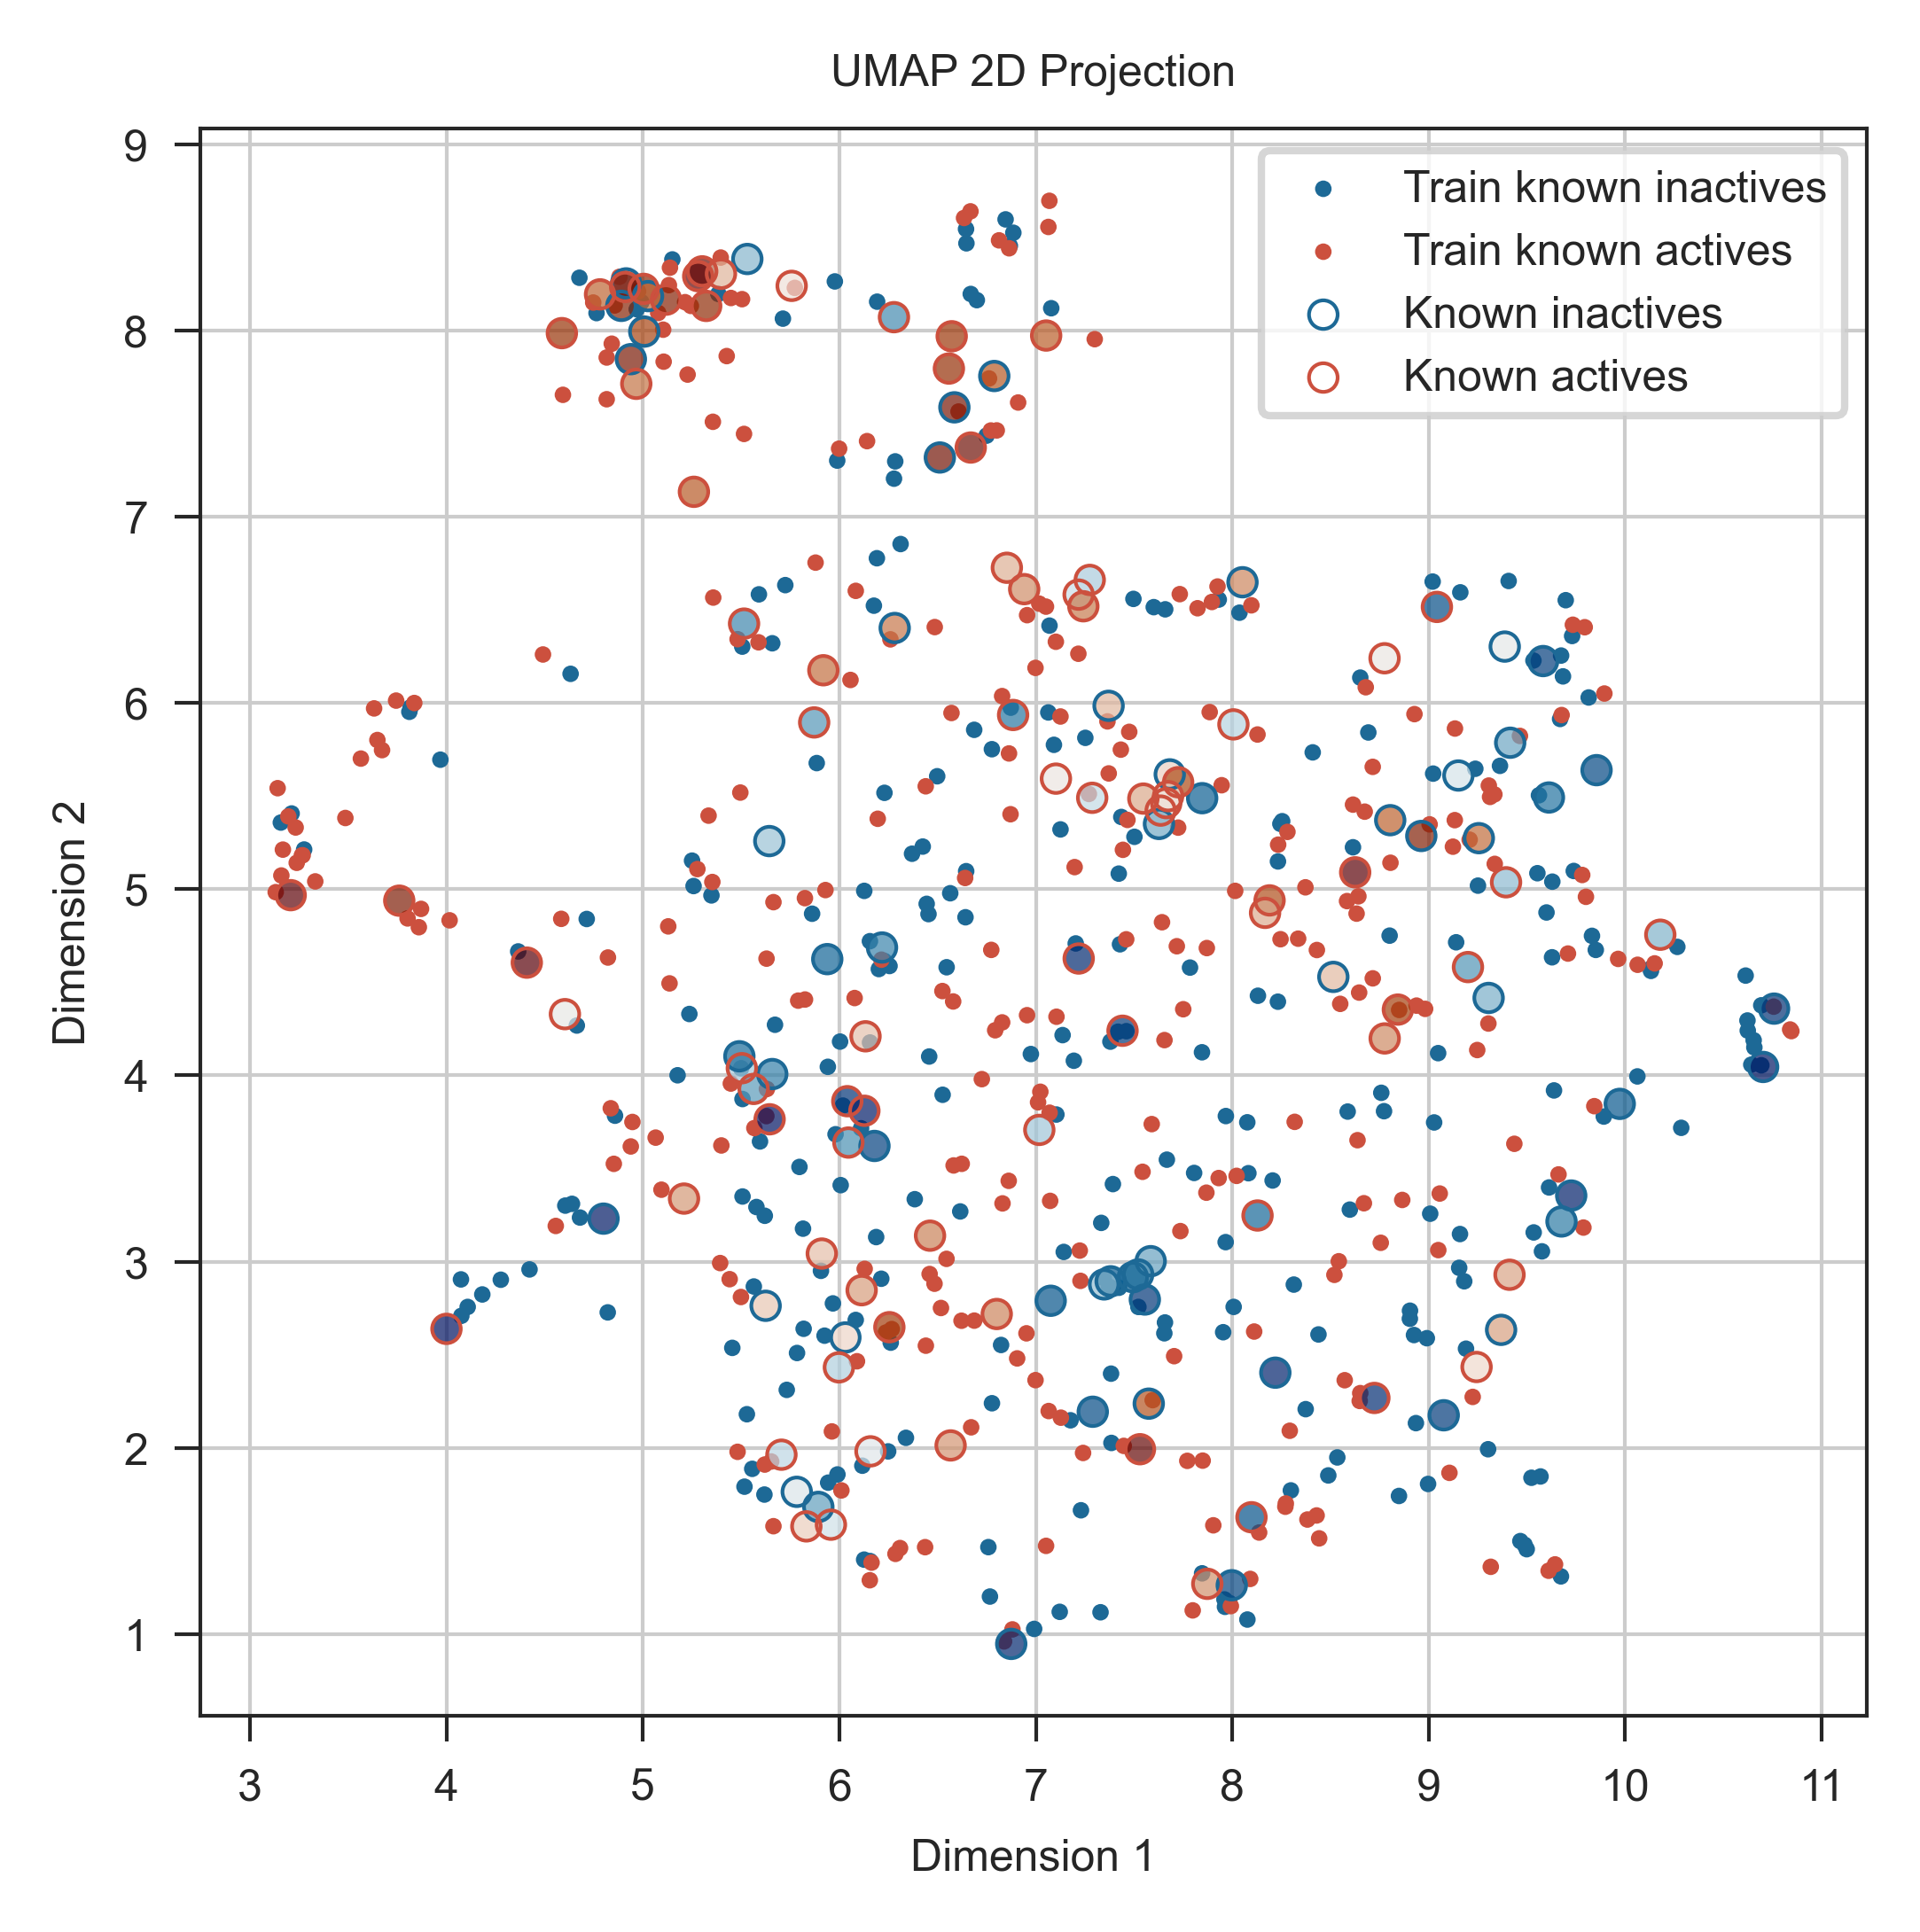 UMAP 2D Projection
Train known inactives
Train known actives
Known inactives
Known actives
9
8
7
6
5
4
3
2
1
Dimension 2
3 4 5 6 7 8 9 10 11
Dimension 1